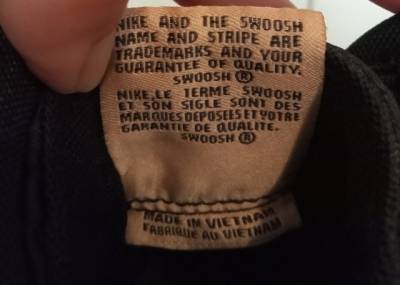 NIKE AND THE SWOOSH
NAME AND STRIPE ARE
TRADEMARKS AND YOUR
GUARANTEE OF QUALITY.
SWOOSH ®
NIKE, LE TERME SWOOSH
ET SON SIGLE SONT DES
MARQUES DEPOSEES ET VOTRE
GARANTIE DE QUALITE.
SWOOSH ®
MADE IN VIETNAM
FABRIQUE AU VIETNAM